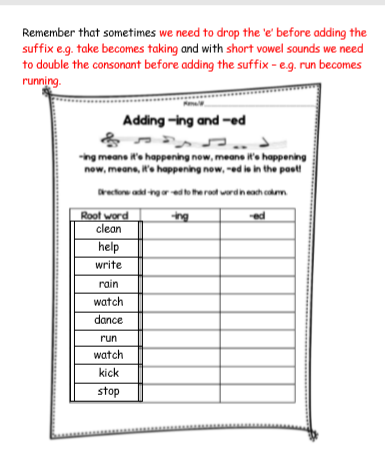 Remember that sometimes we need to drop the 'e' before adding the
suffix e.g. take becomes taking and with short vowel sounds we need
to double the consonant before adding the suffix – e.g. run becomes
running.
Adding –ing and –ed
-ing means it's happening now, means it's happening
now, means, it's happening now, -ed is in the past!
Directions: add -ing or -ed to the root word in each column.
Root word -ing -ed
clean
help
write
rain
watch
dance
run
watch
kick
stop